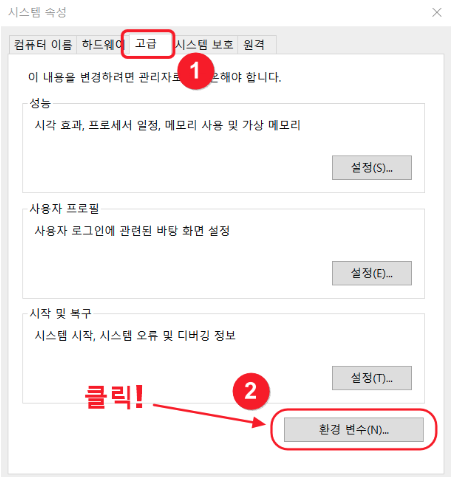 시스템 속성
컴퓨터 이름 하드웨어 고급 시스템 보호 원격
1
이 내용을 변경하려면 관리자로 해야 합니다.
성능
시각 효과, 프로세서 일정, 메모리 사용 및 가상 메모리
설정(S)...
사용자 프로필
사용자 로그인에 관련된 바탕 화면 설정
설정(E)...
시작 및 복구
시스템 시작, 시스템 오류 및 디버깅 정보
설정(T)...
클릭!
2
환경 변수(N)...